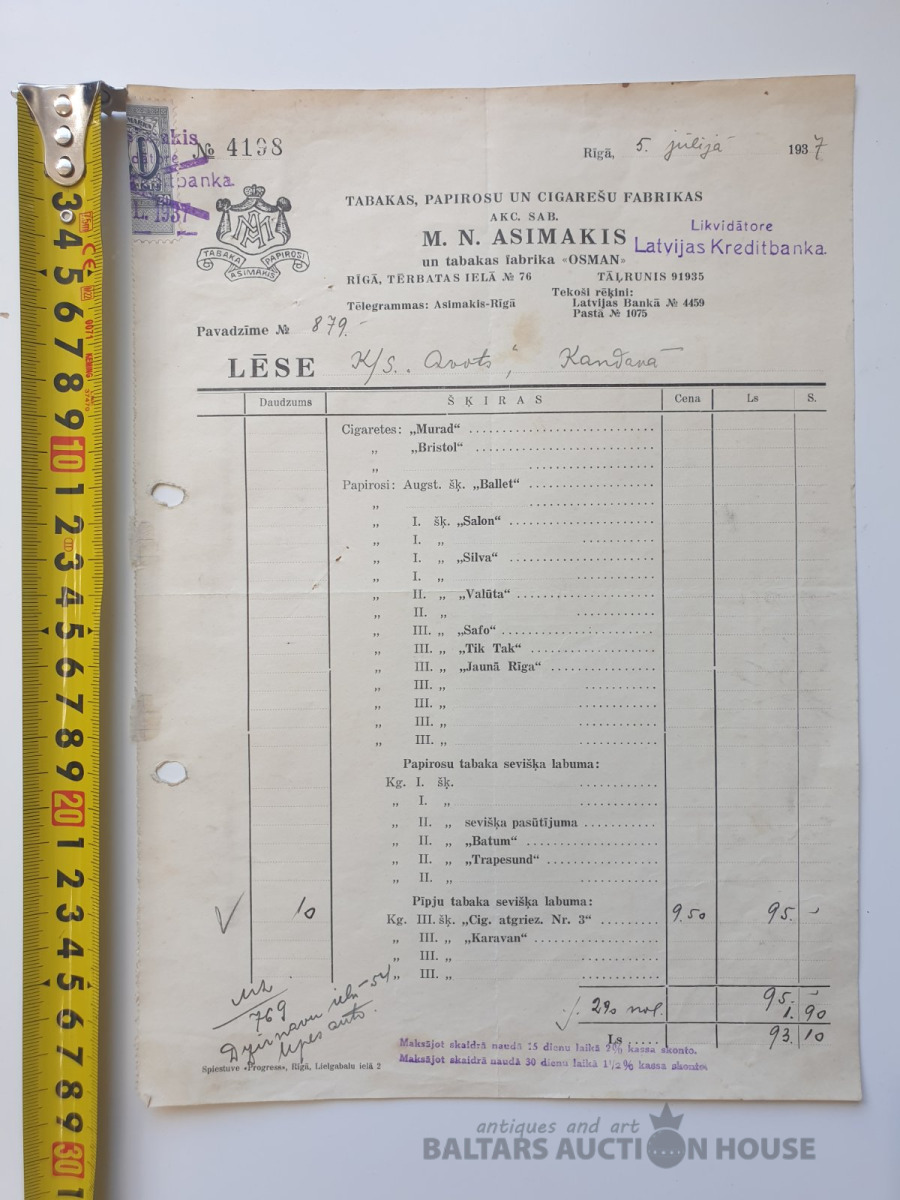 № 4198
Rīgā, 5. jūlijā 1937
TABAKAS, PAPIROSU UN CIGAREŠU FABRIKAS
AKC. SAB.
M. N. ASIMAKIS
un tabakas fabrika «OSMAN»
RĪGĀ, TĒRBATAS IELĀ № 76 TĀĻRUNIS 91935
Tēlegrammas: Asimakis-Rīgā
Tekoši rēķini:
Latvijas Bankā № 4459
Pastā № 1075
Likvidātore
Latvijas Kreditbanka.
TABAKA PAPIROSI
ASIMAKIS
Pavadzīme № 879.-
LĒSE K/S. „Avots", Kandavā
Daudzums ŠĶIRAS Cena Ls S.
Cigaretes: „Murad“
„ „Bristol“
„
Papirosi: Augst. šķ. „Ballet“
„
„ I. šķ. „Salon“
„ I. „
„ I. „ „Silva“
„ I. „
„ II. „ „Valūta“
„ II. „
„ III. „ „Safo“
„ III. „ „Tik Tak“
„ III. „ „Jaunā Rīga“
„ III. „
„ III. „
„ III. „
„ III. „
Papirosu tabaka sevišķa labuma:
Kg. I. šķ.
„ I. „
„ II. „ sevišķa pasūtījuma
„ II. „ „Batum“
„ II. „ „Trapesund“
„ II. „
Pīpju tabaka sevišķa labuma:
10 Kg. III. šķ. „Cig. atgriez. Nr. 3“ 9.50 95. -
„ III. „ „Karavan“
„ III. „
„ III. „
95. -
2% nol. 1.90
Ls 93.10
769
Dzirnavu ielā 54
Maksājot skaidrā naudā 15 dienu laikā 2% kassa skonto.
Maksājot skaidrā naudā 30 dienu laikā 1½% kassa skonto.
Spiestuve «Progress», Rīgā, Lielgabalu ielā 2
antiques and art
BALTARS AUCTION HOUSE